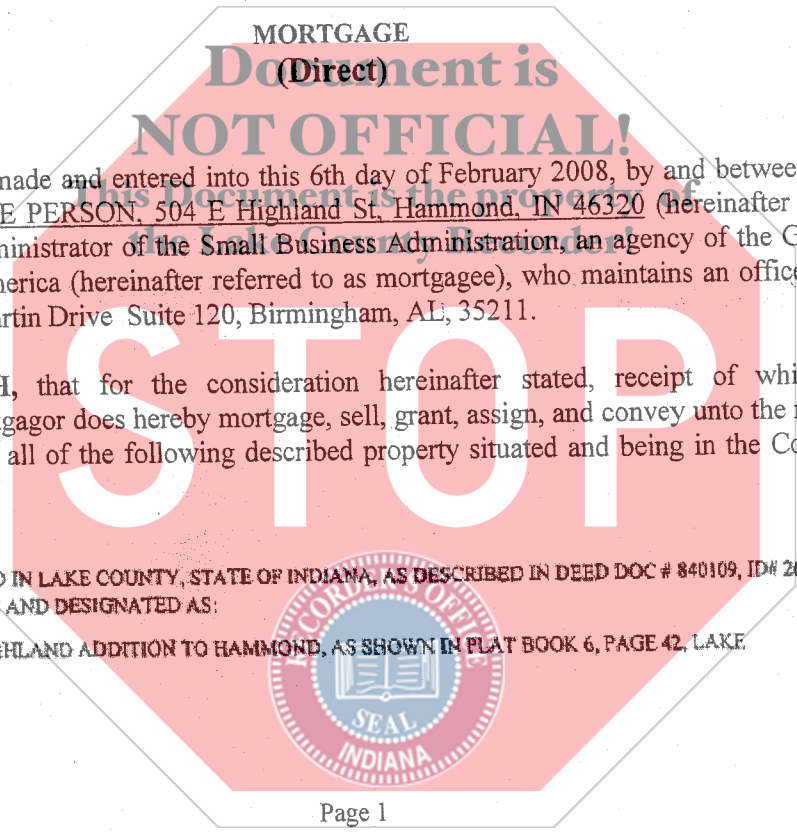 MORTGAGE
Document is
(Direct)
NOT OFFICIAL!
made and entered into this 6th day of February 2008, by and betwee
This Document is the property of
E PERSON, 504 E Highland St, Hammond, IN 46320 (hereinafter
the Lake County Recorder!
ministrator of the Small Business Administration, an agency of the G
nerica (hereinafter referred to as mortgagee), who maintains an office
artin Drive Suite 120, Birmingham, AL, 35211.
STOP
H, that for the consideration hereinafter stated, receipt of whi
gagor does hereby mortgage, sell, grant, assign, and convey unto the
all of the following described property situated and being in the Co
D IN LAKE COUNTY, STATE OF INDIANA, AS DESCRIBED IN DEED DOC # 840109, ID# 2
AND DESIGNATED AS:
HLAND ADDITION TO HAMMOND, AS SHOWN IN PLAT BOOK 6, PAGE 42, LAKE
RECORDER'S OFFICE
SEAL
INDIANA
Page 1